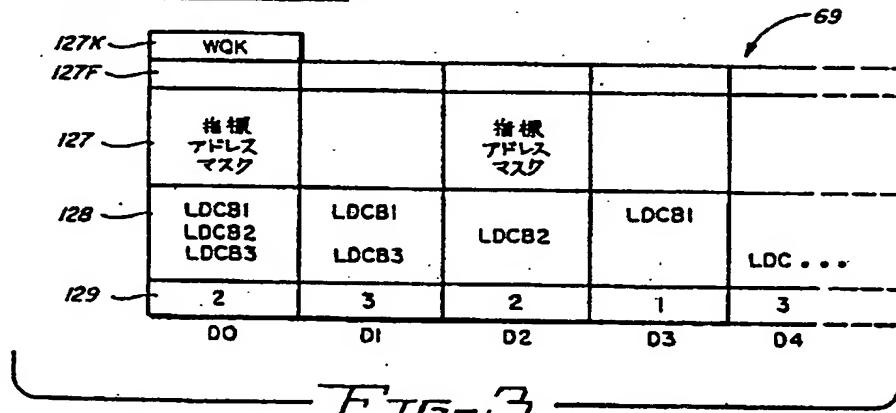 69
127K WQK
127F
127 指標 指標
アドレス アドレス
マスク マスク
128 LDCB1 LDCB1 LDCB1
LDCB2 LDCB2
LDCB3 LDCB3 LDC...
129 2 3 2 1 3
D0 D1 D2 D3 D4
FIG-3